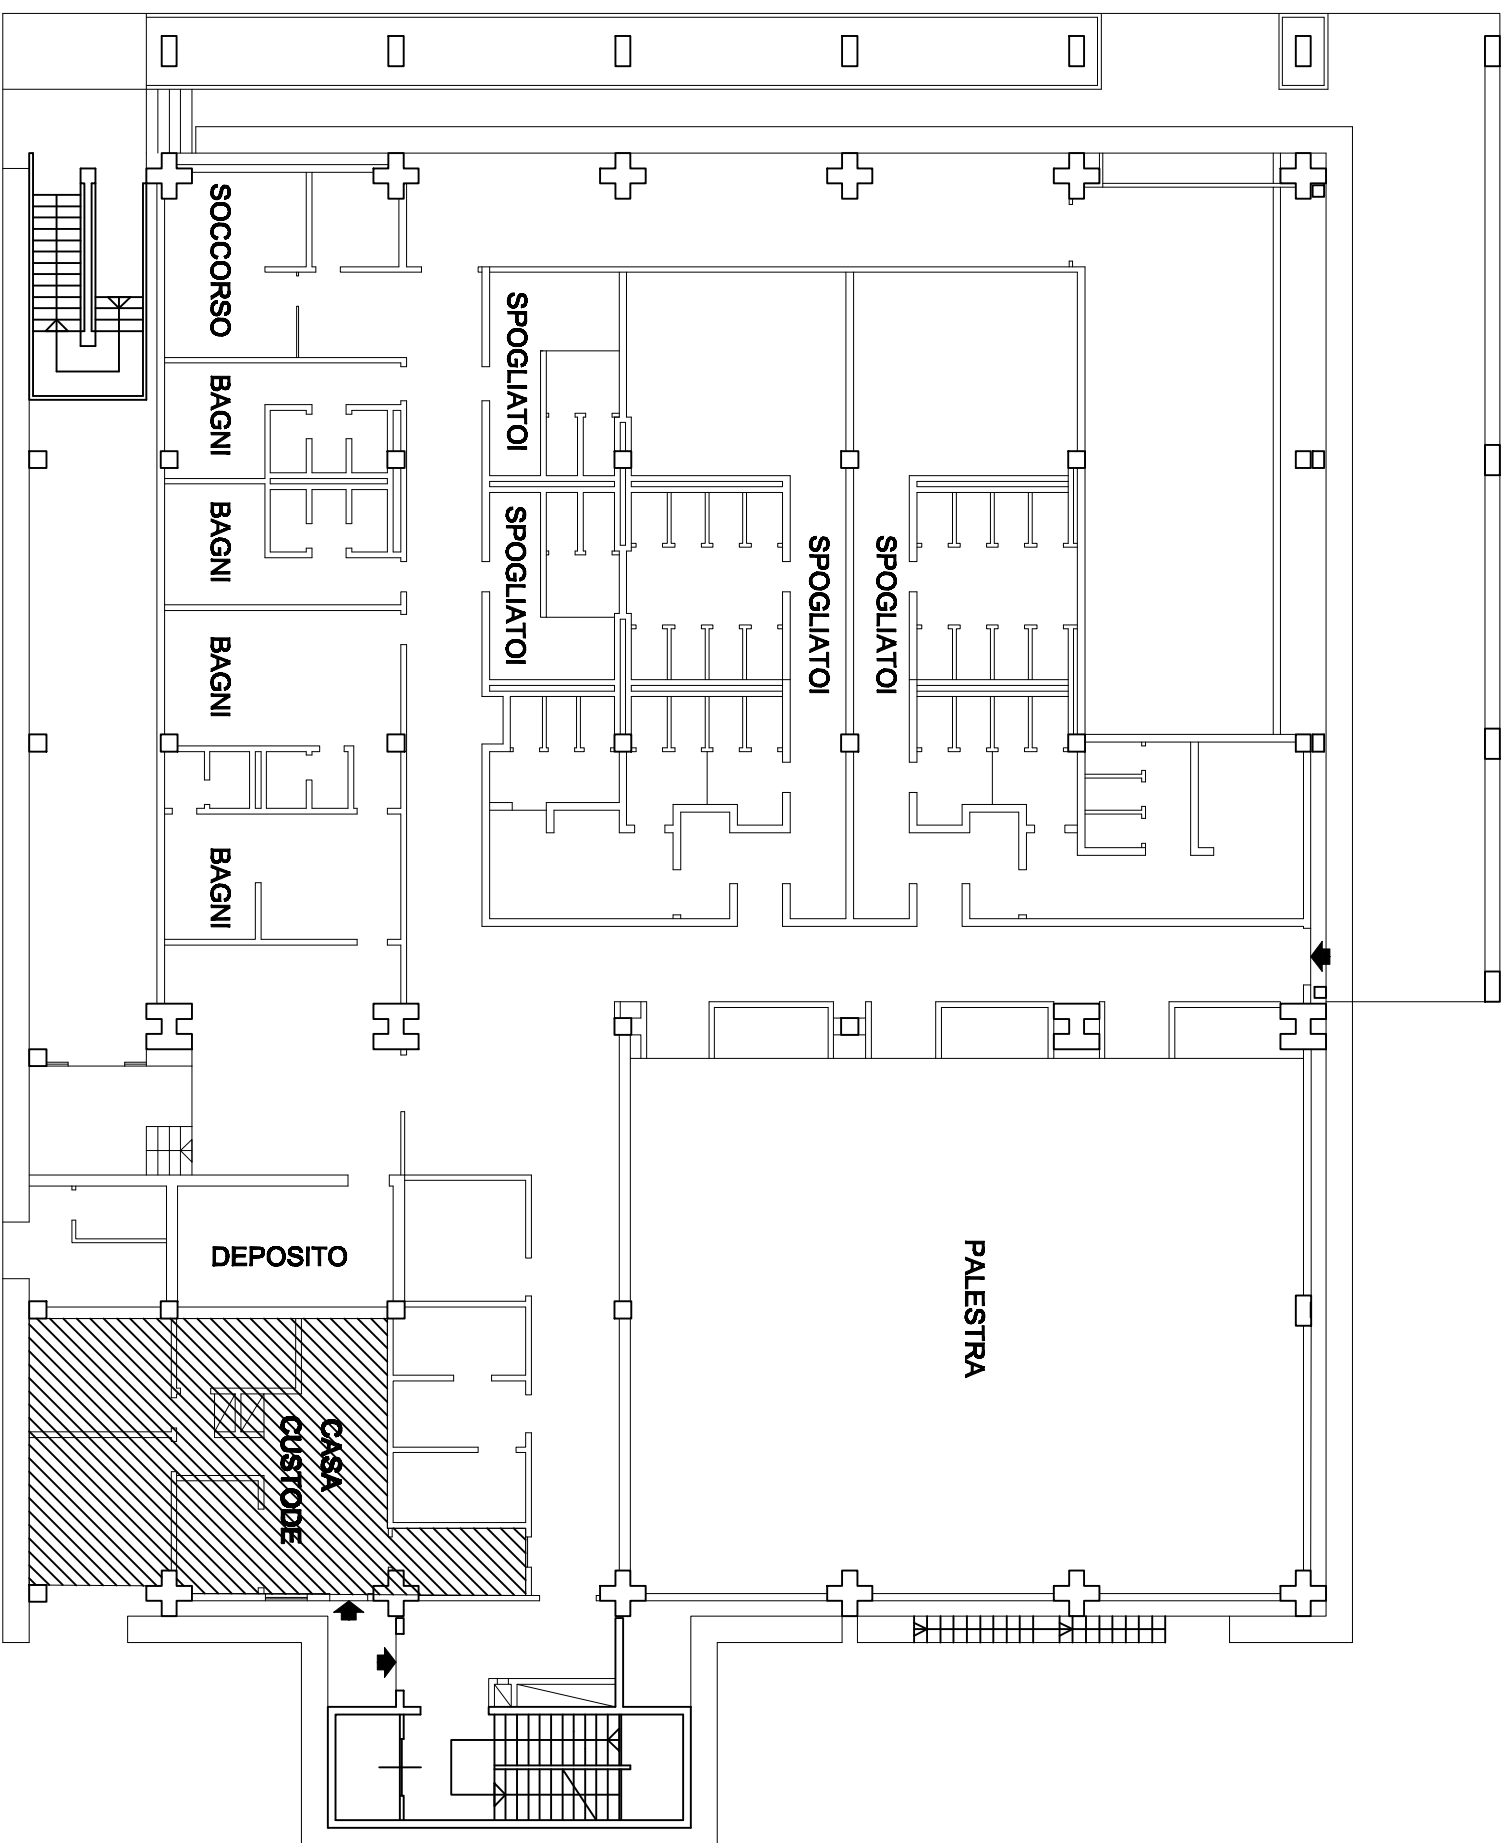 SOCCORSO
BAGNI
BAGNI
BAGNI
BAGNI
SPOGLIATOI
SPOGLIATOI
SPOGLIATOI
SPOGLIATOI
PALESTRA
DEPOSITO
CASA
CUSTODE